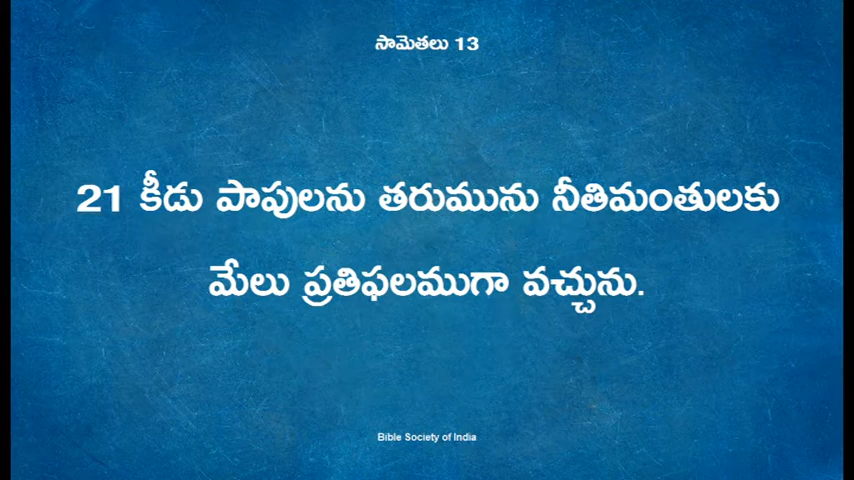 సామెతలు 13
21 కీడు పాపులను తరుమును నీతిమంతులకు
మేలు ప్రతిఫలముగా వచ్చును.
Bible Society of India